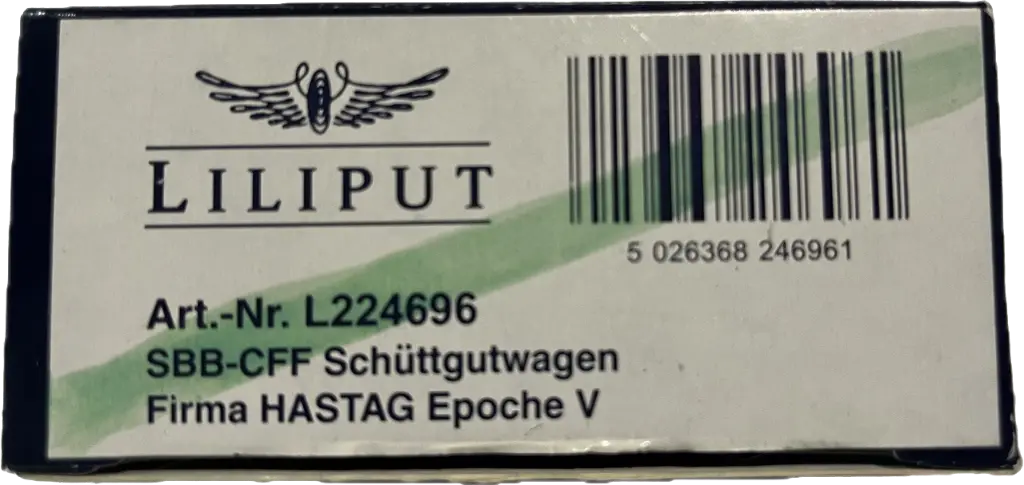 LILIPUT
5 026368 246961
Art.-Nr. L224696
SBB-CFF Schüttgutwagen
Firma HASTAG Epoche V